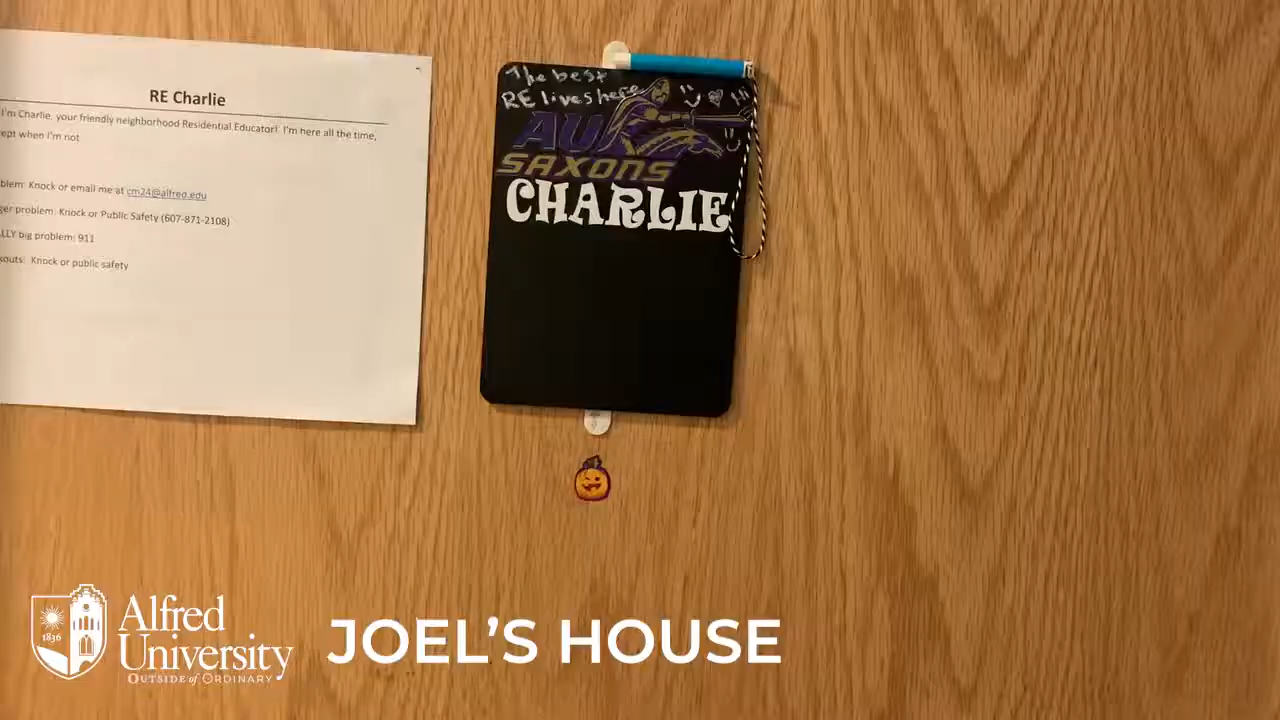 RE Charlie
I'm Charlie, your friendly neighborhood Residential Educator! I'm here all the time,
ept when I'm not
blem: Knock or email me at cm24@alfred.edu
ger problem: Knock or Public Safety (607-871-2108)
LLY big problem: 911
kouts: Knock or public safety
The best
RE lives here
Hi
AU
SAXONS
CHARLIE
1836
Alfred
University
OUTSIDE of ORDINARY
JOEL'S HOUSE